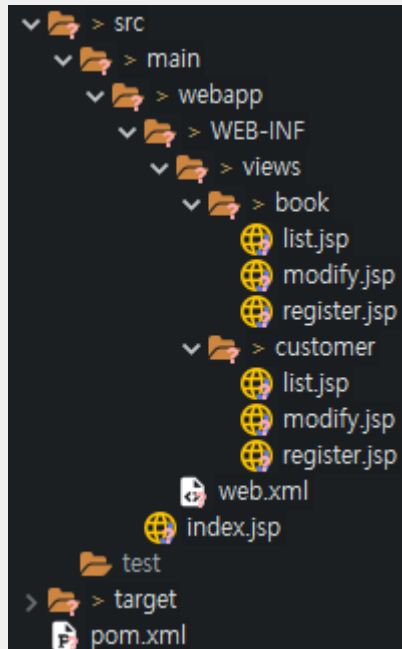 > src
> main
> webapp
> WEB-INF
> views
> book
list.jsp
modify.jsp
register.jsp
> customer
list.jsp
modify.jsp
register.jsp
web.xml
index.jsp
test
> target
pom.xml